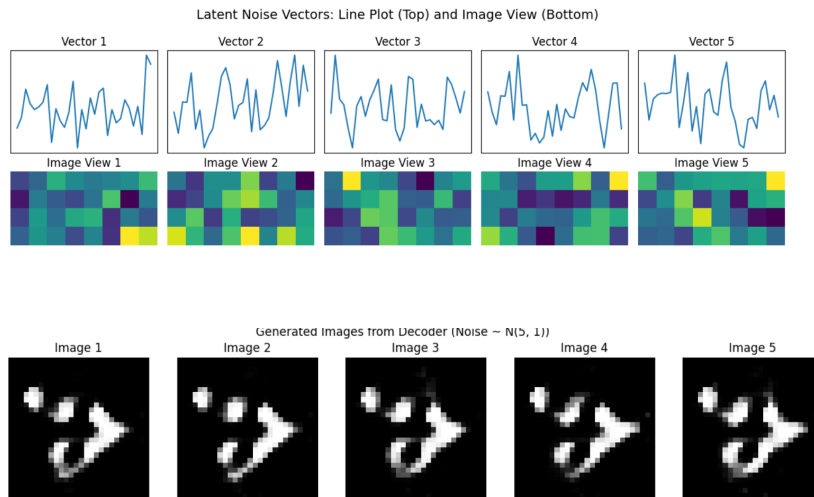 Latent Noise Vectors: Line Plot (Top) and Image View (Bottom)
Vector 1 Vector 2 Vector 3 Vector 4 Vector 5
Image View 1 Image View 2 Image View 3 Image View 4 Image View 5
Generated Images from Decoder (Noise ~ N(5, 1))
Image 1 Image 2 Image 3 Image 4 Image 5